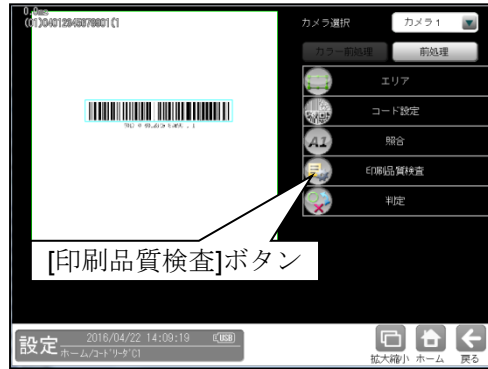 0.0ms
カメラ選択
カメラ1
カラー前処理
前処理
エリア
コード設定
照合
印刷品質検査
判定
[印刷品質検査]ボタン
設定
2016/04/22 14:09:19
USB
ホーム/コードリーダC1
拡大縮小
ホーム
戻る